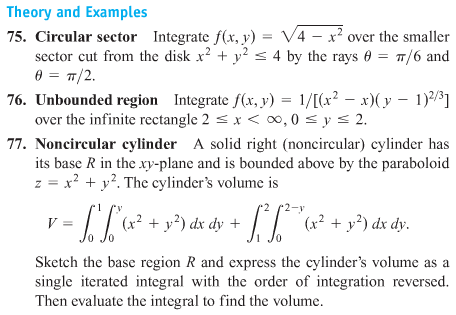 Theory and Examples
75. Circular sector Integrate f(x, y) = √(4 − x²) over the smaller
sector cut from the disk x² + y² ≤ 4 by the rays θ = π/6 and
θ = π/2.
76. Unbounded region Integrate f(x, y) = 1/[(x² − x)(y − 1)^(2/3)]
over the infinite rectangle 2 ≤ x < ∞, 0 ≤ y ≤ 2.
77. Noncircular cylinder A solid right (noncircular) cylinder has
its base R in the xy-plane and is bounded above by the paraboloid
z = x² + y². The cylinder's volume is
V = ∫₀¹ ∫₀^y (x² + y²) dx dy + ∫₁² ∫₀^(2−y) (x² + y²) dx dy.
Sketch the base region R and express the cylinder's volume as a
single iterated integral with the order of integration reversed.
Then evaluate the integral to find the volume.